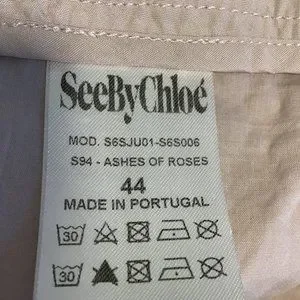 SeeByChloé
MOD. S6SJU01-S6S006
S94 - ASHES OF ROSES
44
MADE IN PORTUGAL
30
30